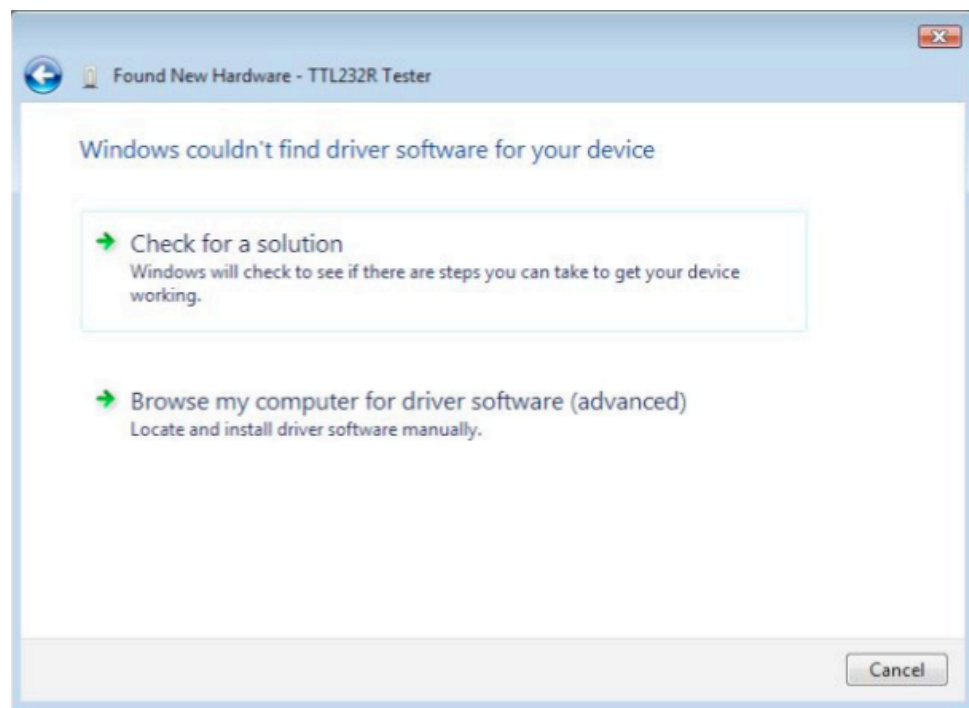 Found New Hardware - TTL232R Tester
Windows couldn't find driver software for your device
Check for a solution
Windows will check to see if there are steps you can take to get your device
working.
Browse my computer for driver software (advanced)
Locate and install driver software manually.
Cancel